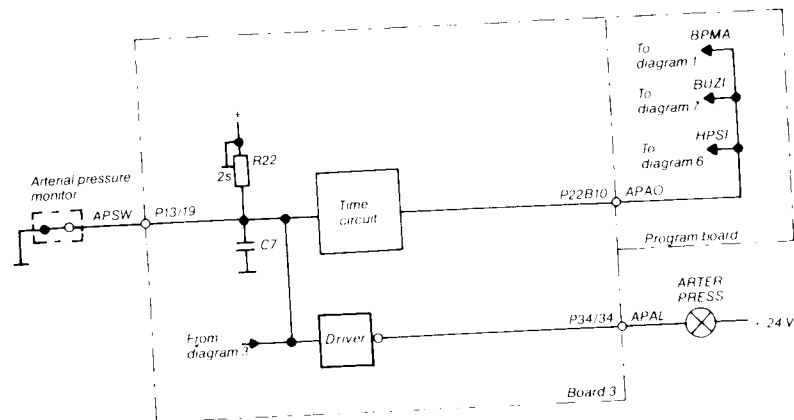 BPMA
To
diagram 1
BUZI
To
diagram 7
HPSI
To
diagram 6
+
R22
2s
Arterial pressure
monitor
APSW
P13/19
Time
circuit
P22B10
APAO
C7
Program board
ARTER
PRESS
P34/34
APAL
24 V
From
diagram 3
Driver
Board 3